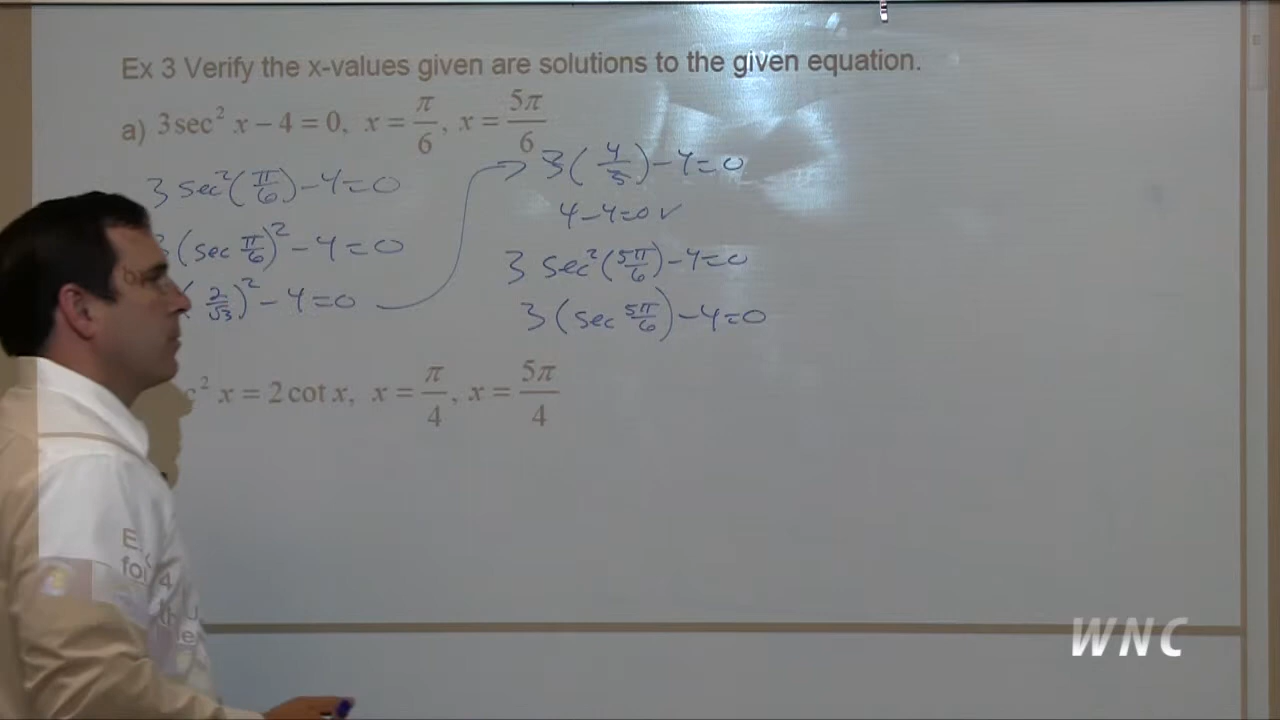 Ex 3 Verify the x-values given are solutions to the given equation.
a) 3 sec² x − 4 = 0, x = π/6, x = 5π/6
3 sec²(π/6) − 4 = 0
(sec π/6)² − 4 = 0
(2/√3)² − 4 = 0
3(4/3) − 4 = 0
4 − 4 = 0 ✓
3 sec²(5π/6) − 4 = 0
3(sec 5π/6) − 4 = 0
c² x = 2 cot x, x = π/4, x = 5π/4
WNC